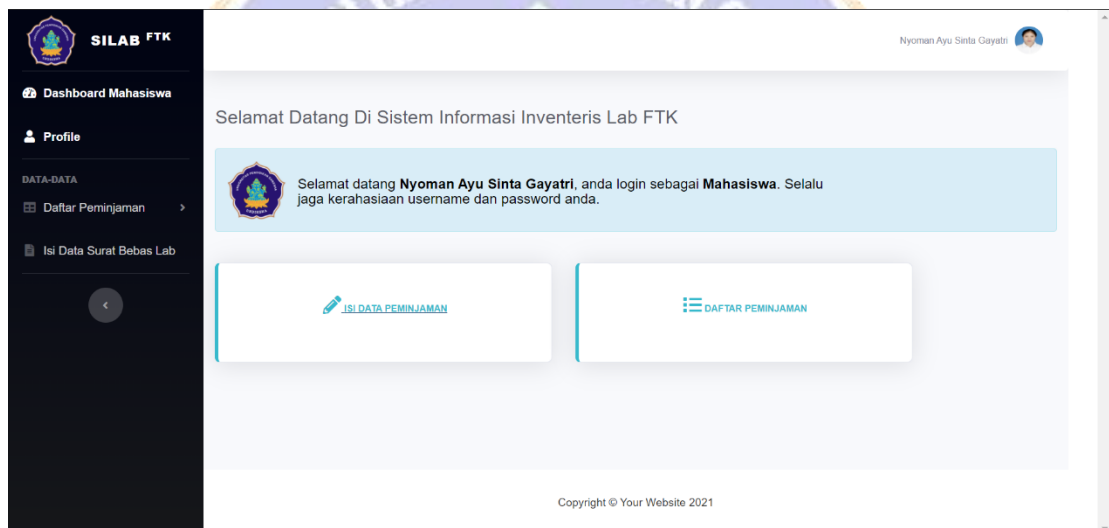 SILAB FTK
Nyoman Ayu Sinta Gayatri
Dashboard Mahasiswa
Profile
DATA-DATA
Daftar Peminjaman
Isi Data Surat Bebas Lab
Selamat Datang Di Sistem Informasi Inventeris Lab FTK
Selamat datang Nyoman Ayu Sinta Gayatri, anda login sebagai Mahasiswa. Selalu
jaga kerahasiaan username dan password anda.
ISI DATA PEMINJAMAN
DAFTAR PEMINJAMAN
Copyright © Your Website 2021